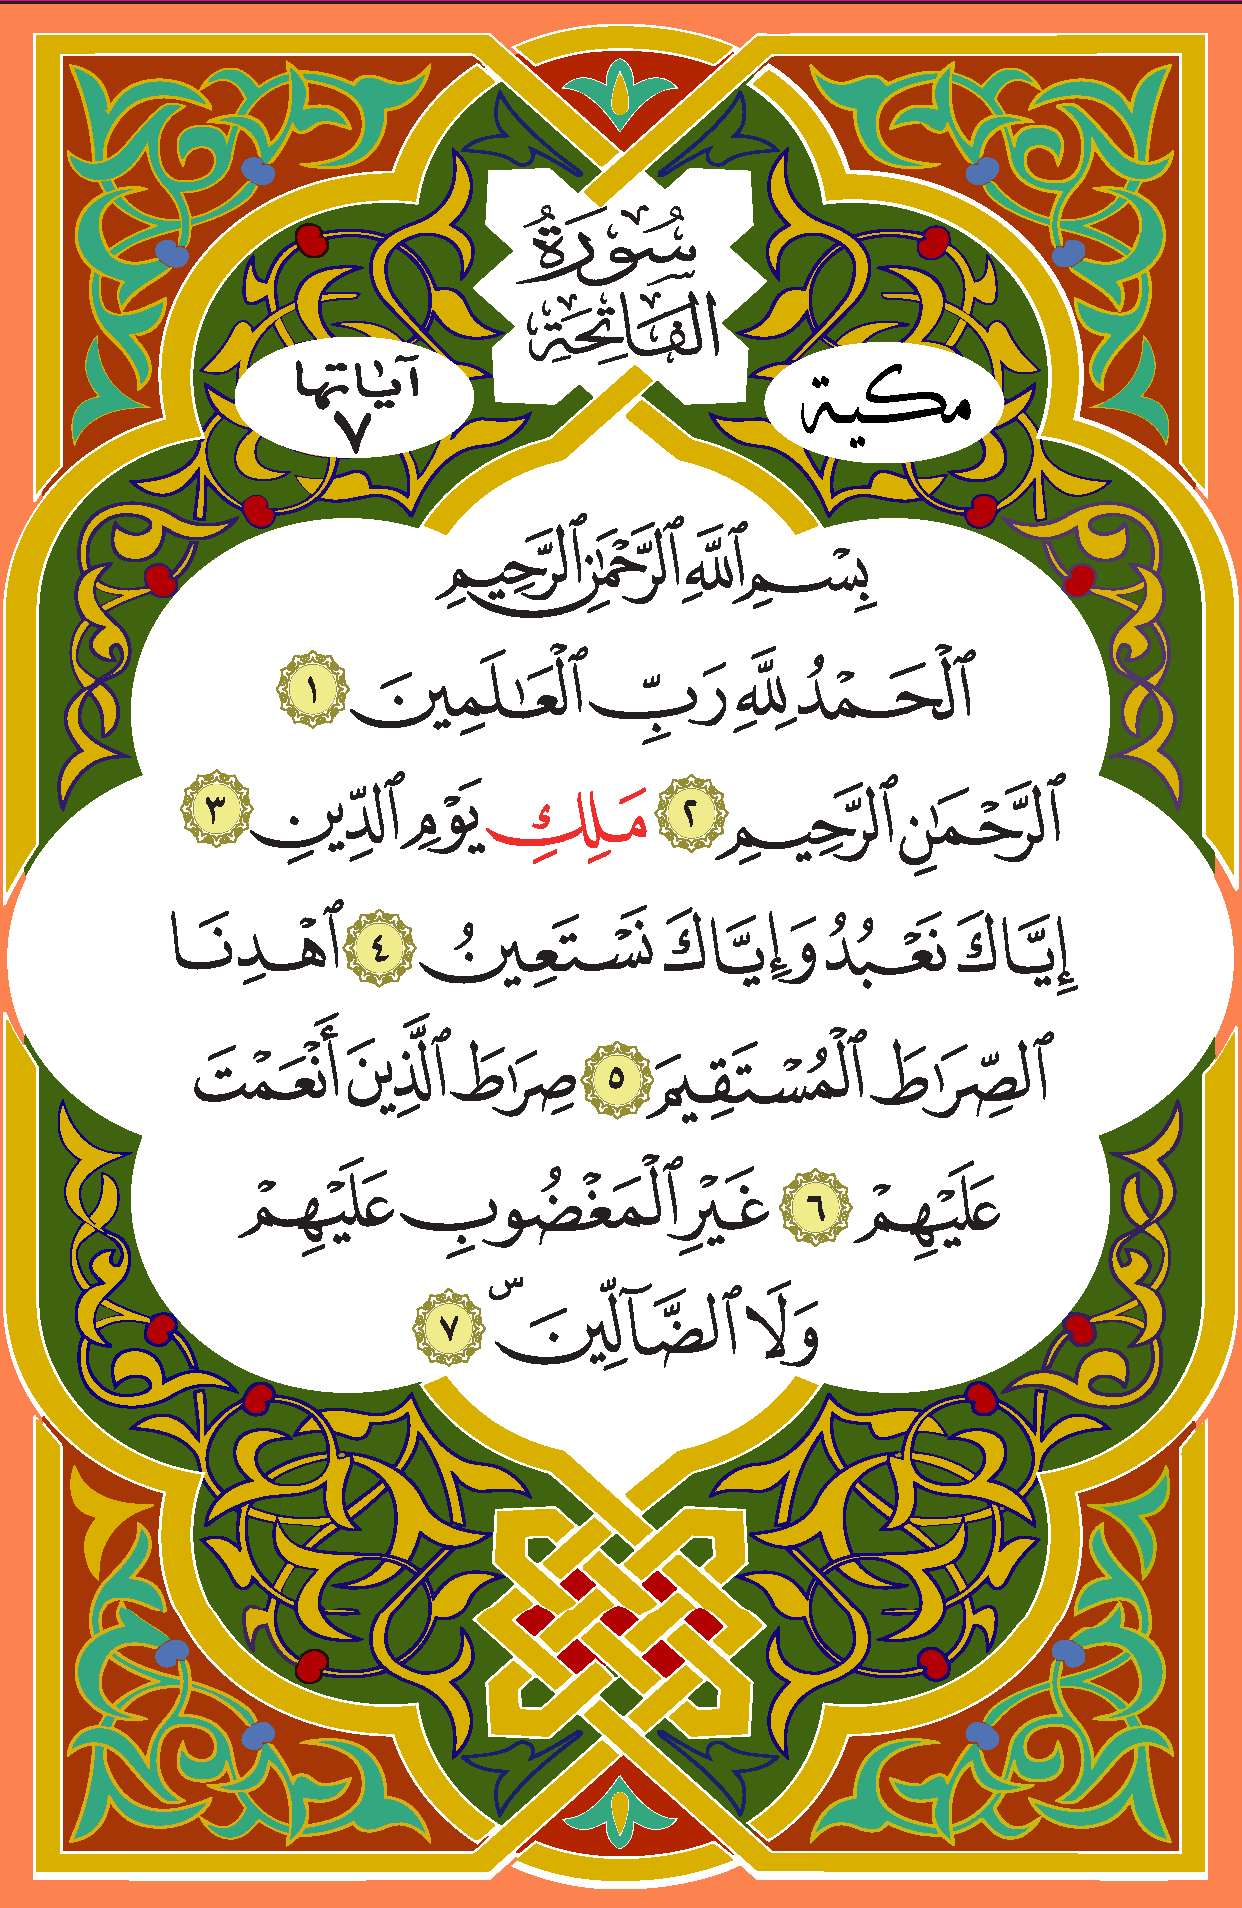 سُورَةُ
الفَاتِحَةِ
مكية
آيَاتها
٧
بِسْمِ ٱللَّهِ ٱلرَّحْمَٰنِ ٱلرَّحِيمِ
ٱلْحَمْدُ لِلَّهِ رَبِّ ٱلْعَٰلَمِينَ ١
ٱلرَّحْمَٰنِ ٱلرَّحِيمِ ٢ مَلِكِ يَوْمِ ٱلدِّينِ ٣
إِيَّاكَ نَعْبُدُ وَإِيَّاكَ نَسْتَعِينُ ٤ ٱهْدِنَا
ٱلصِّرَٰطَ ٱلْمُسْتَقِيمَ ٥ صِرَٰطَ ٱلَّذِينَ أَنْعَمْتَ
عَلَيْهِمْ ٦ غَيْرِ ٱلْمَغْضُوبِ عَلَيْهِمْ
وَلَا ٱلضَّآلِّينَ س ٧